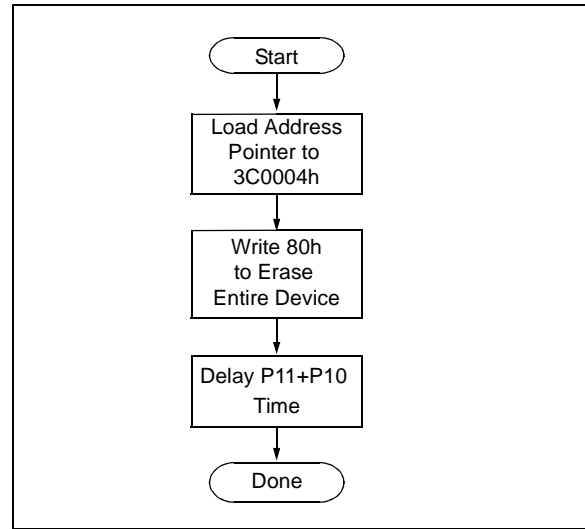 Start
Load Address
Pointer to
3C0004h
Write 80h
to Erase
Entire Device
Delay P11+P10
Time
Done